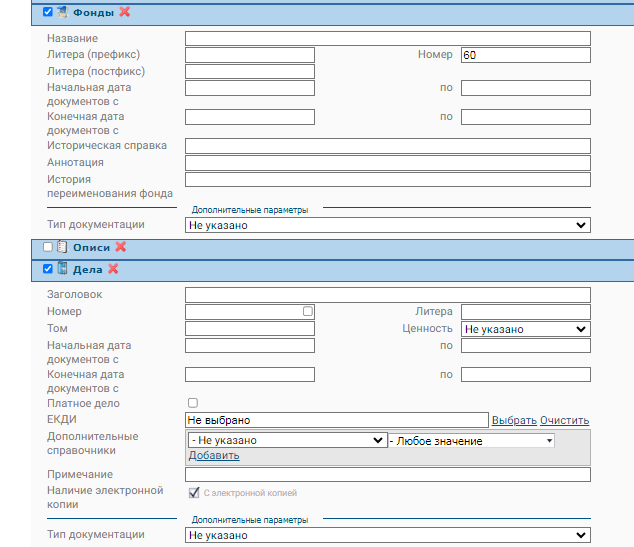 Фонды
Название
Литера (префикс) Номер 60
Литера (постфикс)
Начальная дата по
документов с
Конечная дата по
документов с
Историческая справка
Аннотация
История
переименования фонда
Дополнительные параметры
Тип документации Не указано
Описи
Дела
Заголовок
Номер Литера
Том Ценность Не указано
Начальная дата по
документов с
Конечная дата по
документов с
Платное дело
ЕКДИ Не выбрано Выбрать Очистить
Дополнительные - Не указано - Любое значение
справочники Добавить
Примечание
Наличие электронной С электронной копией
копии
Дополнительные параметры
Тип документации Не указано